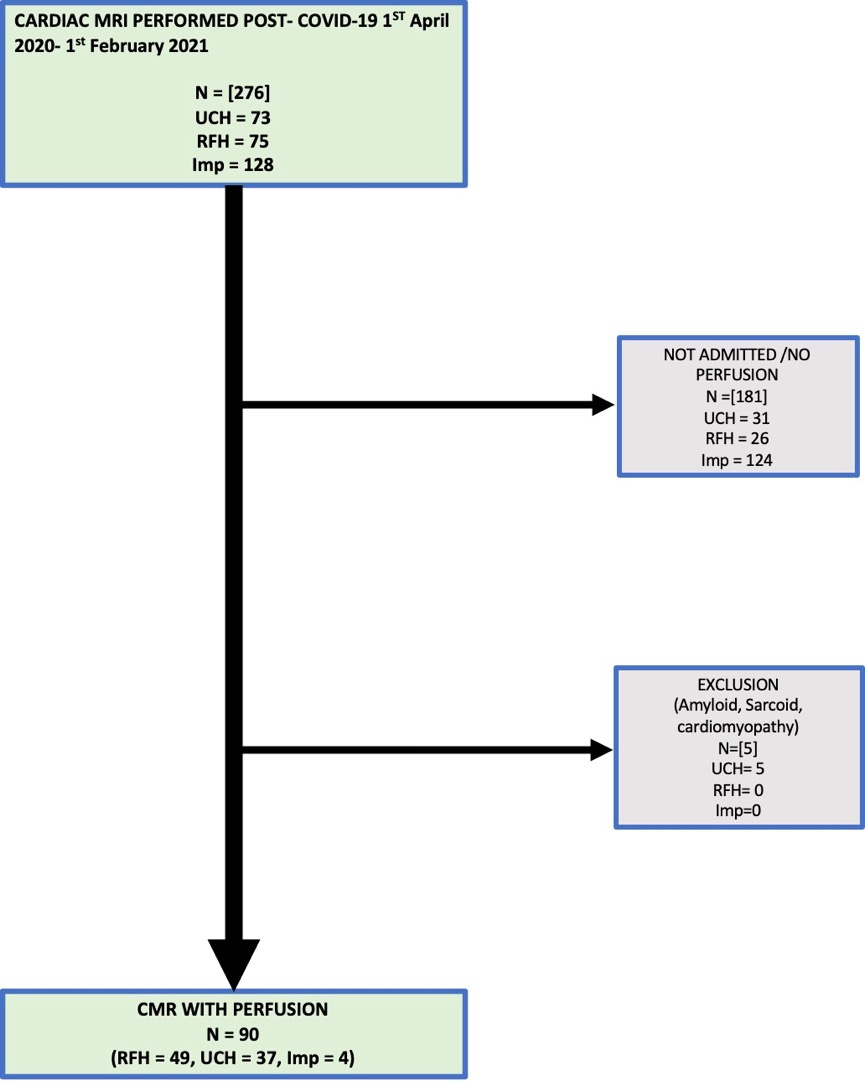 CARDIAC MRI PERFORMED POST- COVID-19 1ST April
2020- 1st February 2021
N = [276]
UCH = 73
RFH = 75
Imp = 128
NOT ADMITTED /NO
PERFUSION
N =[181]
UCH = 31
RFH = 26
Imp = 124
EXCLUSION
(Amyloid, Sarcoid,
cardiomyopathy)
N=[5]
UCH= 5
RFH= 0
Imp=0
CMR WITH PERFUSION
N = 90
(RFH = 49, UCH = 37, Imp = 4)